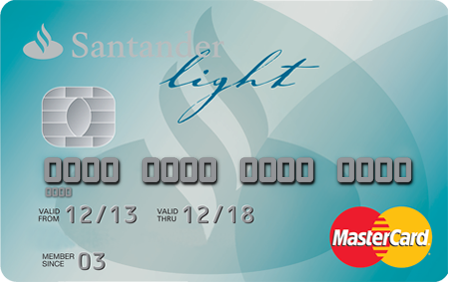 Santander
light
0000 0000 0000 0000
0000
VALID FROM 12/13 VALID THRU 12/18
MasterCard
MEMBER SINCE 03